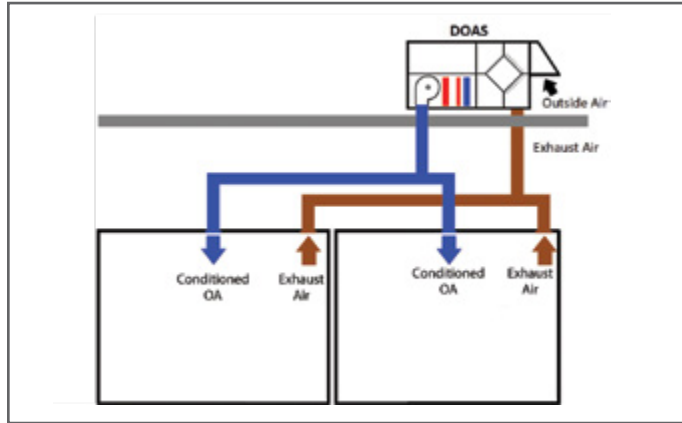 DOAS
Outside Air
Exhaust Air
Conditioned
OA
Exhaust
Air
Conditioned
OA
Exhaust
Air